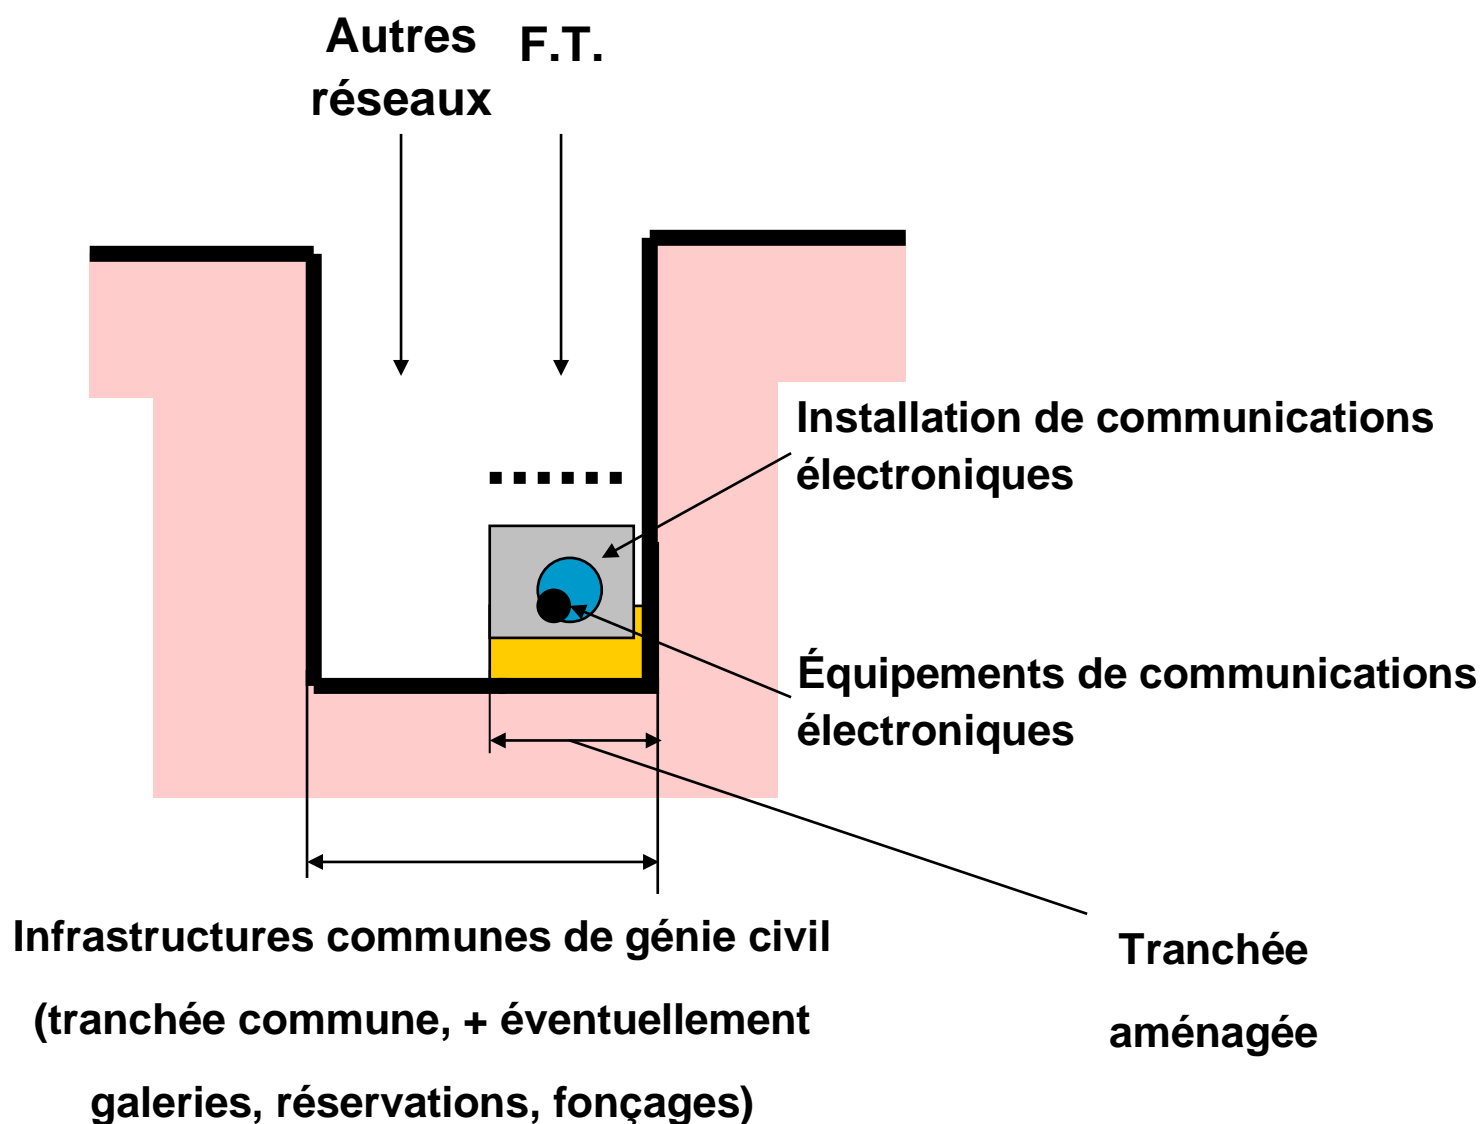 Autres
réseaux
F.T.
Installation de communications
électroniques
Équipements de communications
électroniques
Infrastructures communes de génie civil
(tranchée commune, + éventuellement
galeries, réservations, fonçages)
Tranchée
aménagée